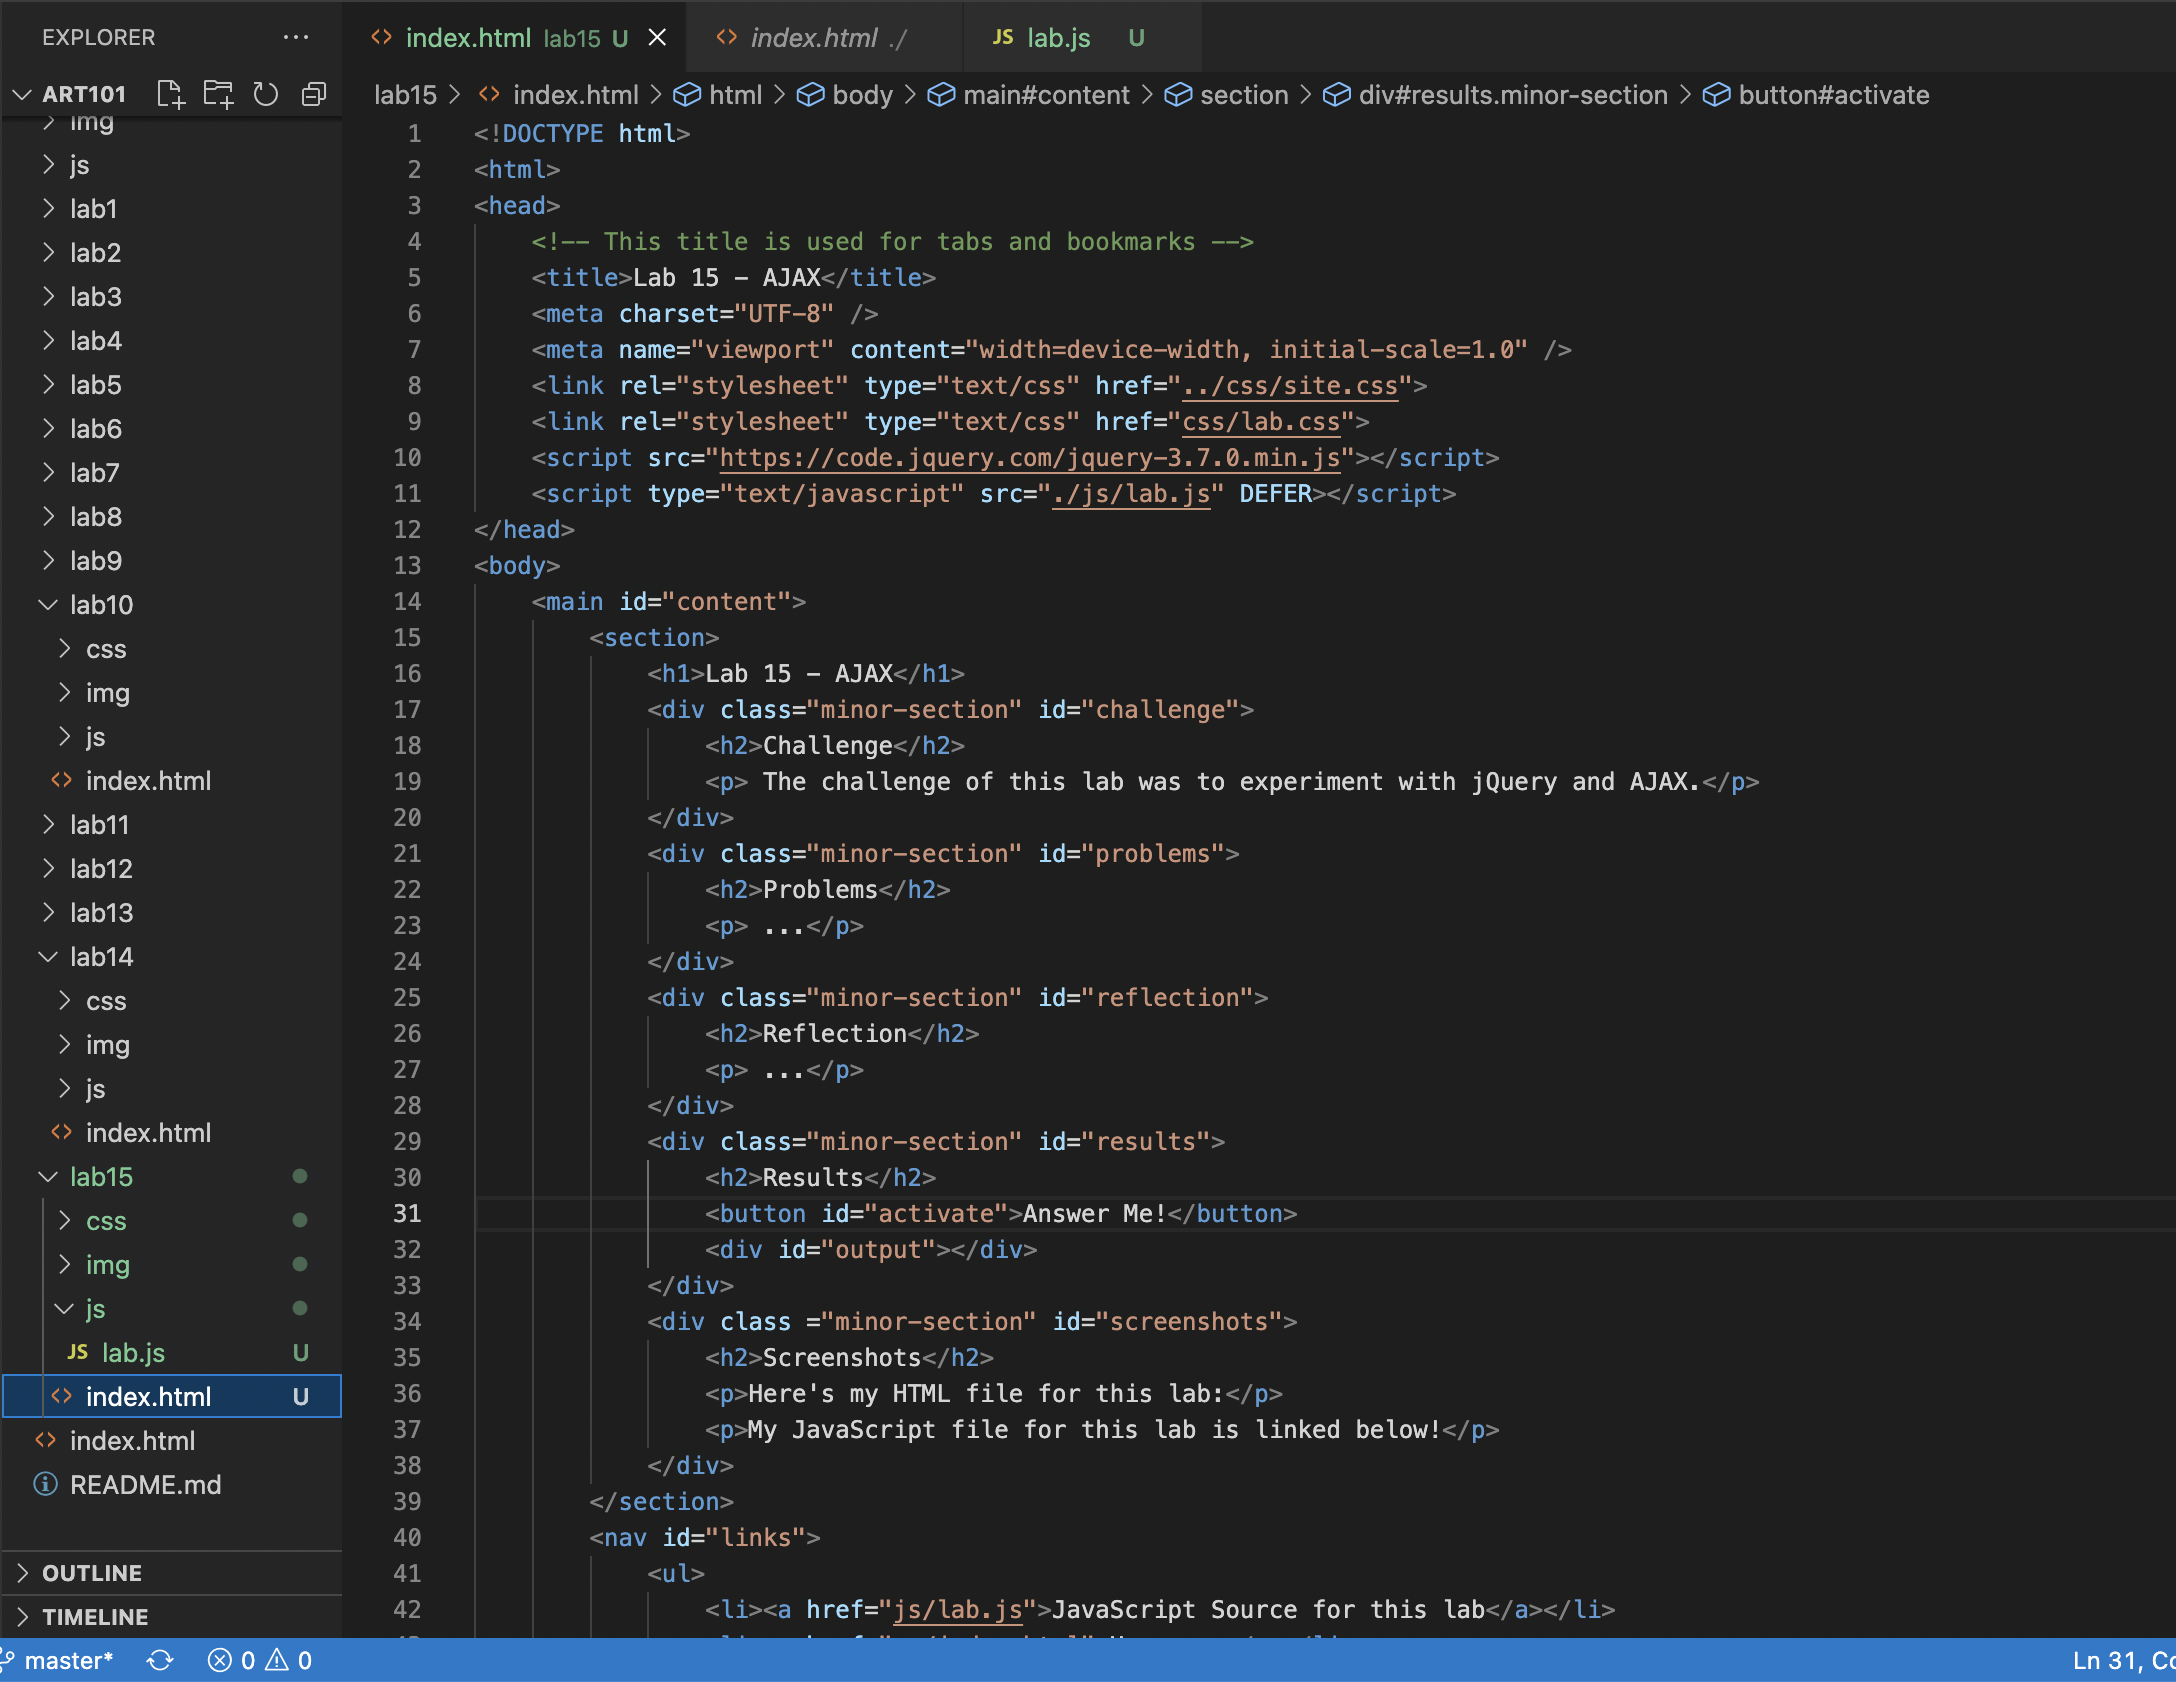 EXPLORER
ART101
img
js
lab1
lab2
lab3
lab4
lab5
lab6
lab7
lab8
lab9
lab10
css
img
js
index.html
lab11
lab12
lab13
lab14
css
img
js
index.html
lab15
css
img
js
JS lab.js U
index.html U
index.html
README.md
OUTLINE
TIMELINE
index.html lab15 U
index.html ./
JS lab.js U
lab15 > index.html > html > body > main#content > section > div#results.minor-section > button#activate
1 <!DOCTYPE html>
2 <html>
3 <head>
4 <!-- This title is used for tabs and bookmarks -->
5 <title>Lab 15 - AJAX</title>
6 <meta charset="UTF-8" />
7 <meta name="viewport" content="width=device-width, initial-scale=1.0" />
8 <link rel="stylesheet" type="text/css" href="../css/site.css">
9 <link rel="stylesheet" type="text/css" href="css/lab.css">
10 <script src="https://code.jquery.com/jquery-3.7.0.min.js"></script>
11 <script type="text/javascript" src="./js/lab.js" DEFER></script>
12 </head>
13 <body>
14 <main id="content">
15 <section>
16 <h1>Lab 15 - AJAX</h1>
17 <div class="minor-section" id="challenge">
18 <h2>Challenge</h2>
19 <p> The challenge of this lab was to experiment with jQuery and AJAX.</p>
20 </div>
21 <div class="minor-section" id="problems">
22 <h2>Problems</h2>
23 <p> ...</p>
24 </div>
25 <div class="minor-section" id="reflection">
26 <h2>Reflection</h2>
27 <p> ...</p>
28 </div>
29 <div class="minor-section" id="results">
30 <h2>Results</h2>
31 <button id="activate">Answer Me!</button>
32 <div id="output"></div>
33 </div>
34 <div class ="minor-section" id="screenshots">
35 <h2>Screenshots</h2>
36 <p>Here's my HTML file for this lab:</p>
37 <p>My JavaScript file for this lab is linked below!</p>
38 </div>
39 </section>
40 <nav id="links">
41 <ul>
42 <li><a href="js/lab.js">JavaScript Source for this lab</a></li>
master* 0 0
Ln 31,